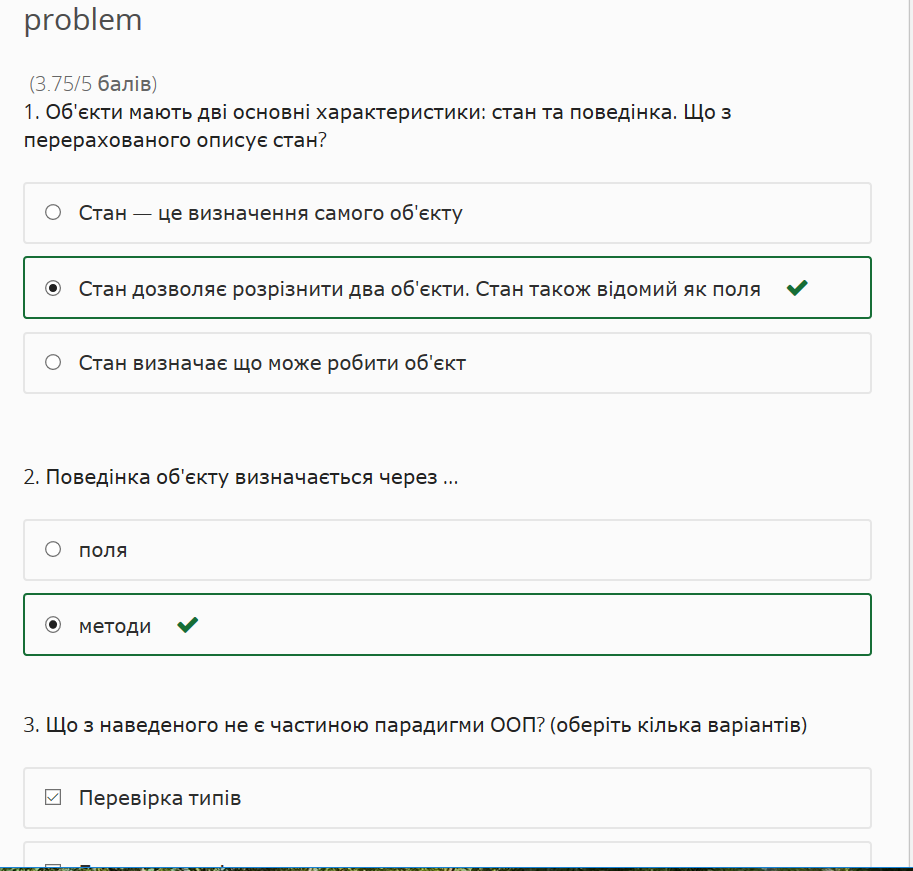 problem
(3.75/5 балів)
1. Об'єкти мають дві основні характеристики: стан та поведінка. Що з
перерахованого описує стан?
Стан — це визначення самого об'єкту
Стан дозволяє розрізнити два об'єкти. Стан також відомий як поля
Стан визначає що може робити об'єкт
2. Поведінка об'єкту визначається через ...
поля
методи
3. Що з наведеного не є частиною парадигми ООП? (оберіть кілька варіантів)
Перевірка типів